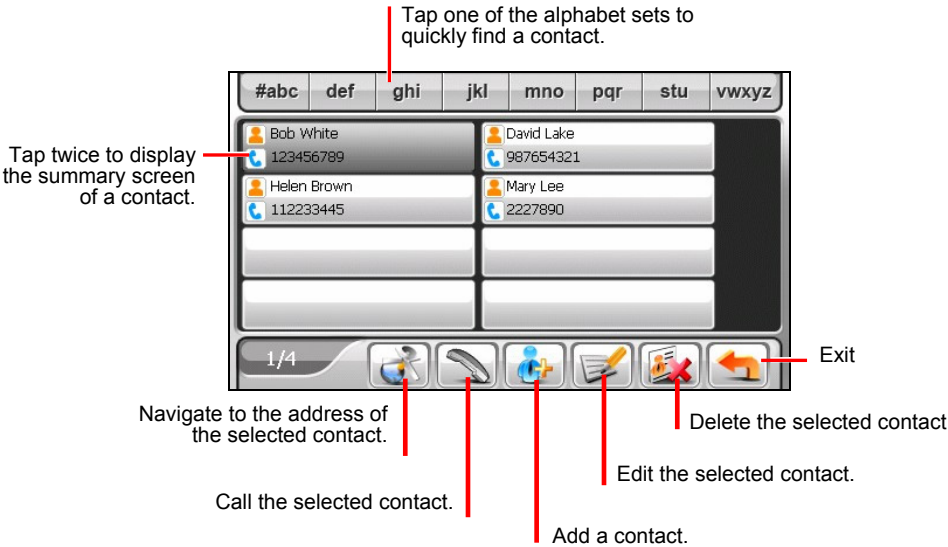 Tap one of the alphabet sets to
quickly find a contact.
#abc def ghi jkl mno pqr stu vwxyz
Bob White
123456789
David Lake
987654321
Tap twice to display
the summary screen
of a contact.
Helen Brown
112233445
Mary Lee
2227890
1/4
Exit
Navigate to the address of
the selected contact.
Delete the selected contact
Edit the selected contact.
Call the selected contact.
Add a contact.